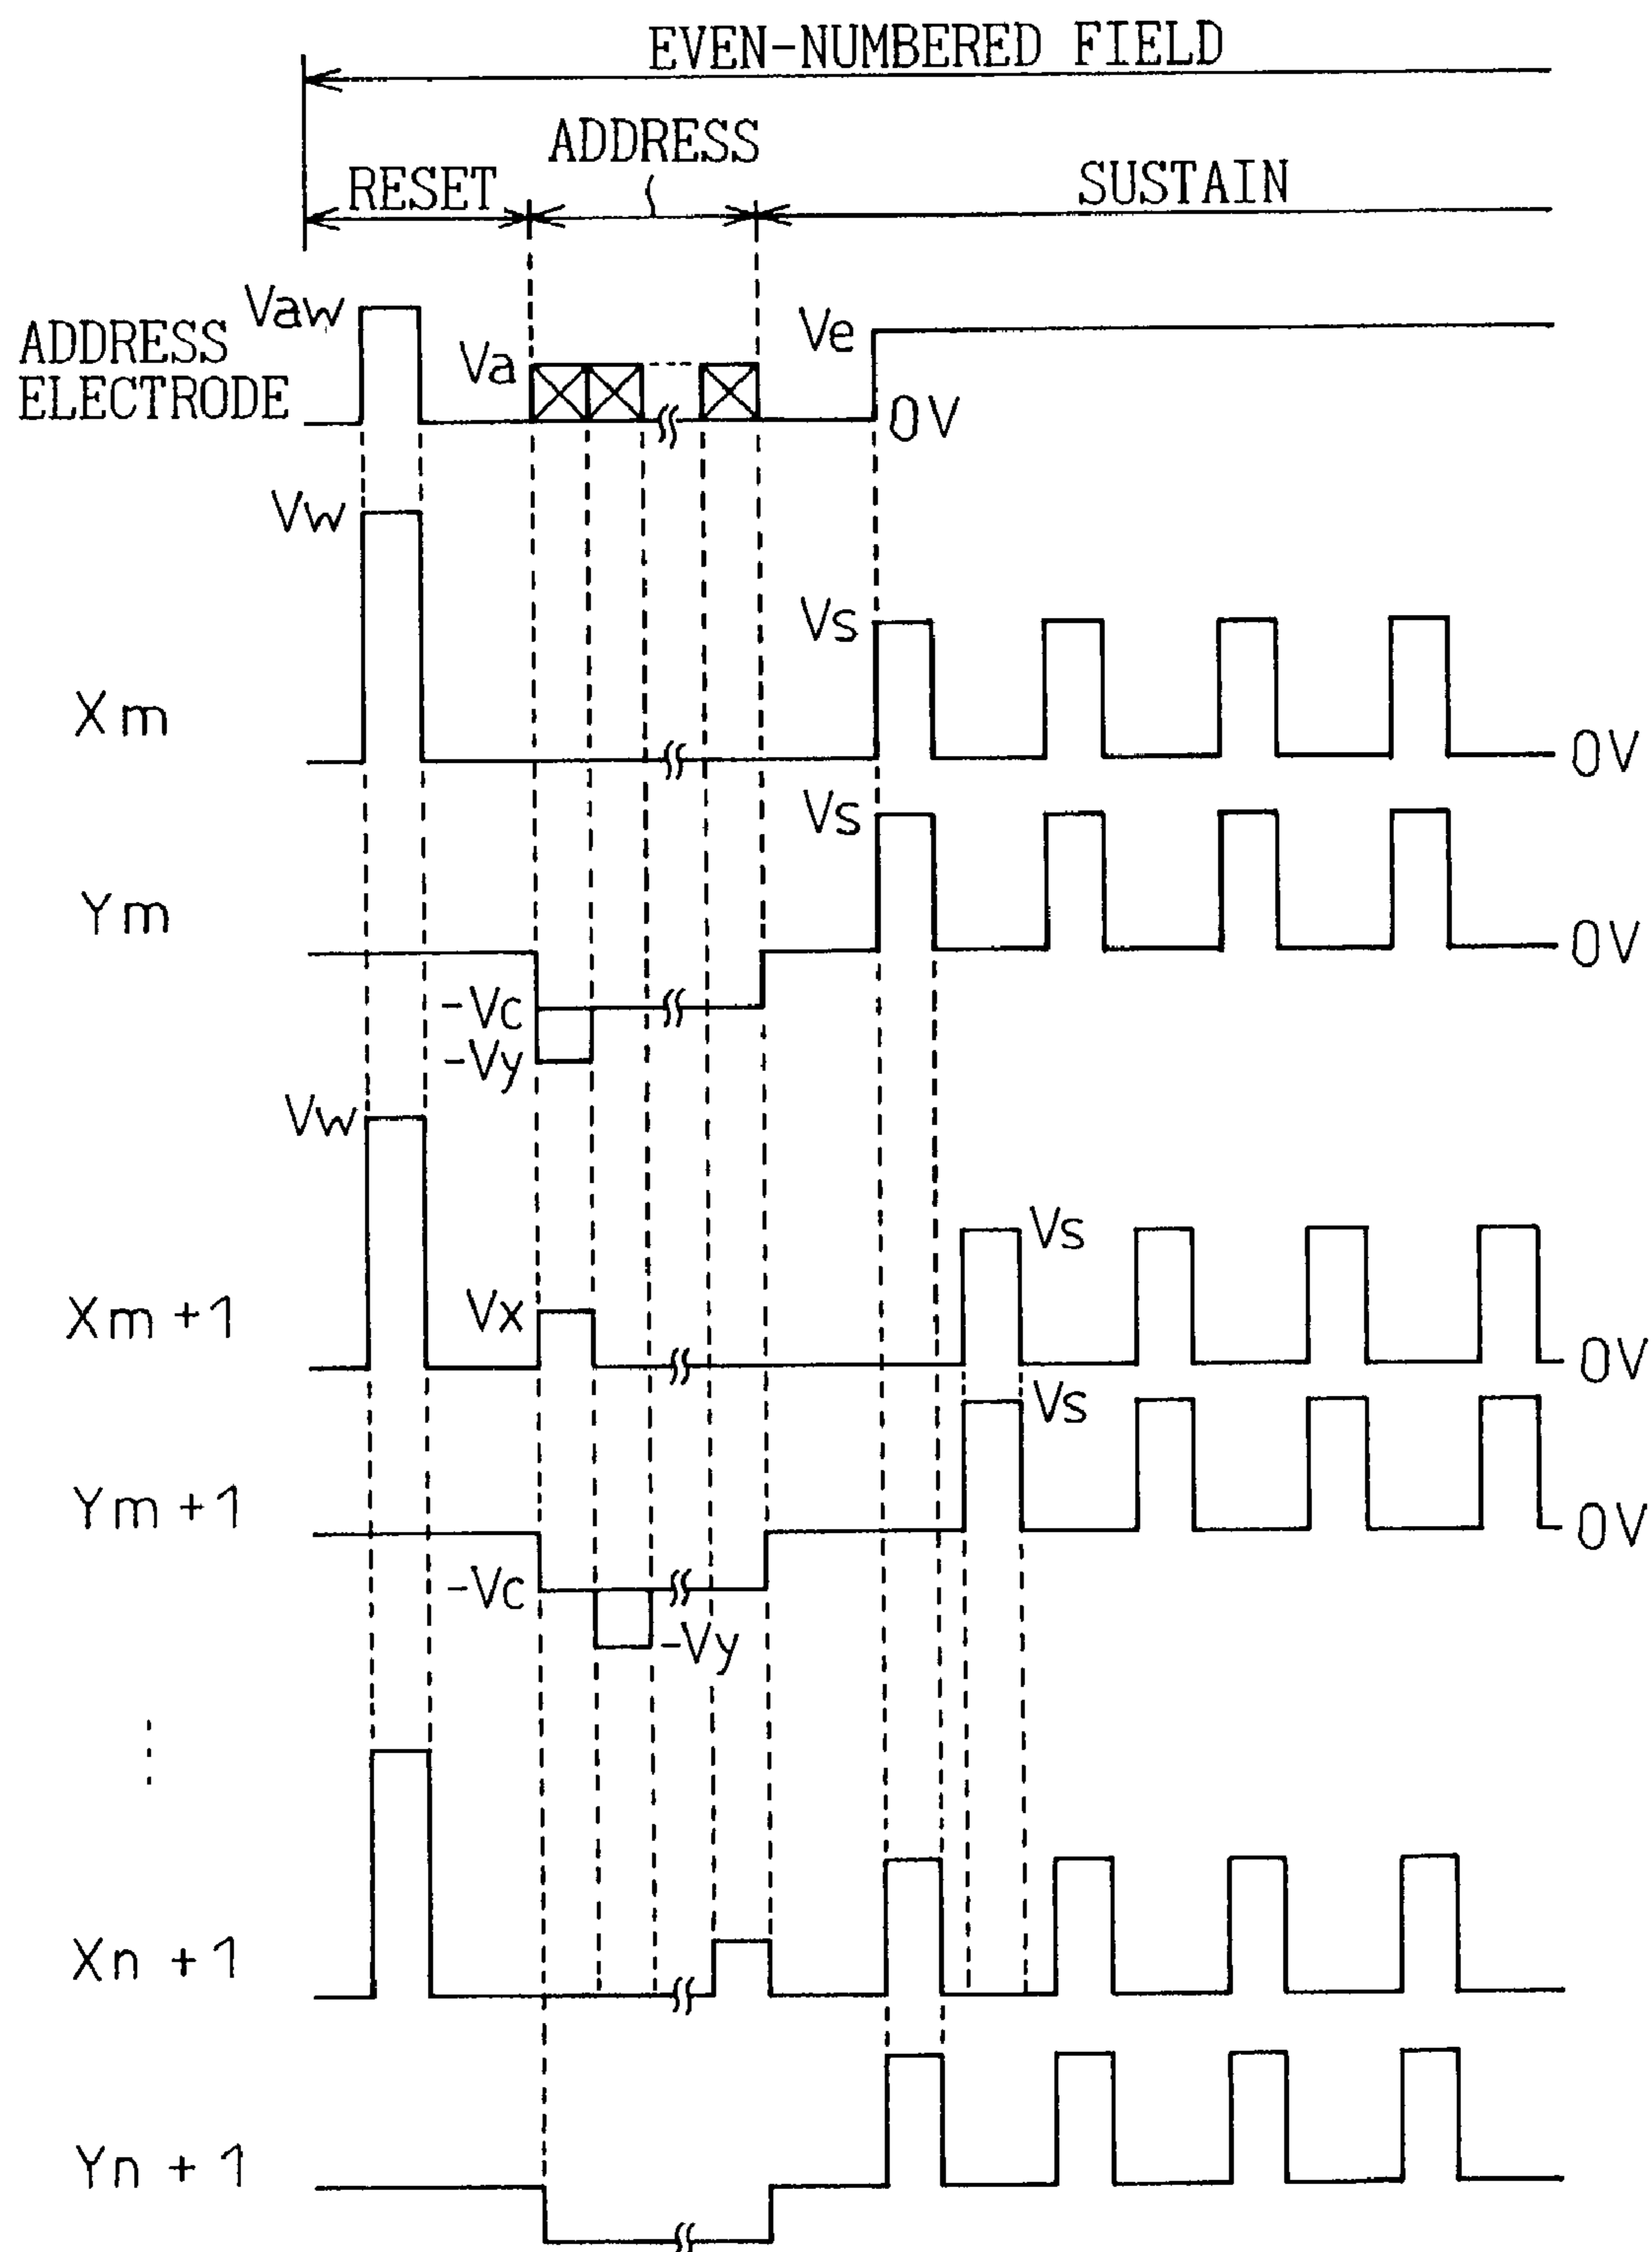 EVEN-NUMBERED FIELD
ADDRESS
RESET
SUSTAIN
Vaw
ADDRESS
ELECTRODE
Va
Ve
0V
Vw
Vs
Xm
0V
Vs
Ym
0V
-Vc
-Vy
Vw
Vs
Xm+1
Vx
0V
Vs
Ym+1
0V
-Vc
-Vy
Xn+1
Yn+1